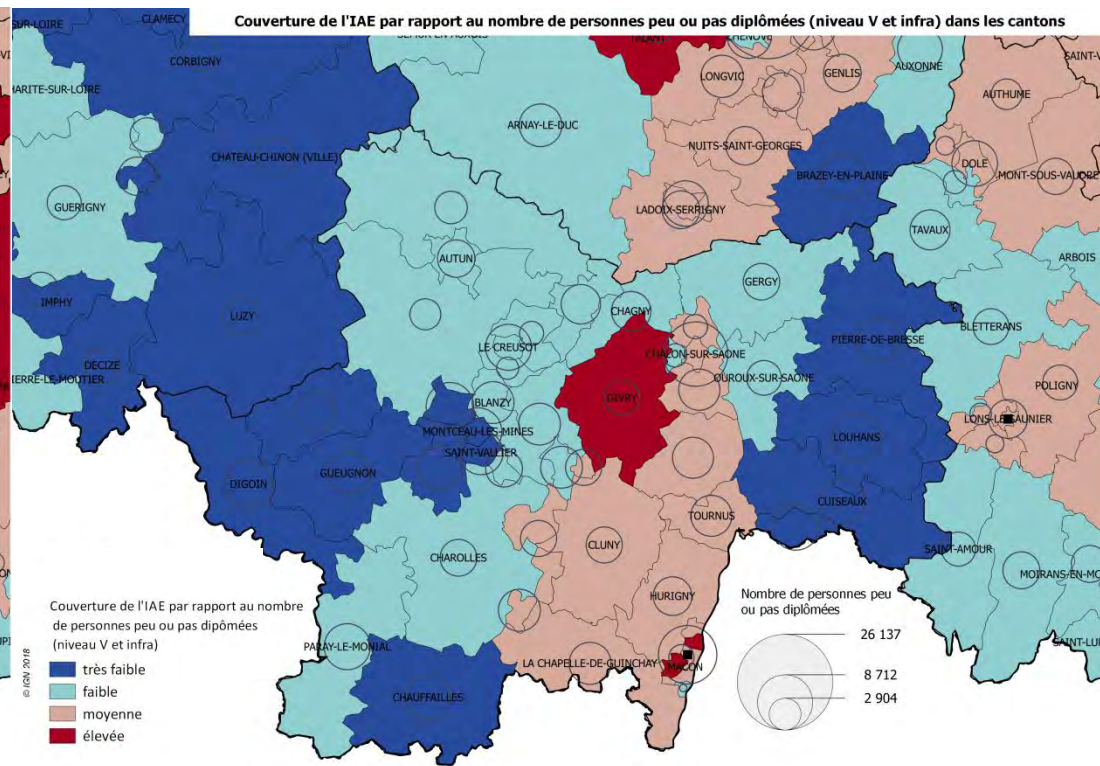 Couverture de l'IAE par rapport au nombre de personnes peu ou pas diplômées (niveau V et infra) dans les cantons
CLAMECY
CORBIGNY
SEMUR-EN-AUXOIS
LONGVIC
GENLIS
AUXONNE
AUTHUME
ARNAY-LE-DUC
CHATEAU-CHINON (VILLE)
NUITS-SAINT-GEORGES
BRAZEY-EN-PLAINE
DOLE
MONT-SOUS-VAUDREY
GUERIGNY
LADOIX-SERRIGNY
TAVAUX
AUTUN
ARBOIS
GERGY
IMPHY
LUZY
CHAGNY
BLETTERANS
LE CREUSOT
CHALON-SUR-SAONE
PIERRE-DE-BRESSE
DECIZE
OUROUX-SUR-SAONE
POLIGNY
BLANZY
GIVRY
LONS-LE-SAUNIER
MONTCEAU-LES-MINES
LOUHANS
SAINT-VALLIER
GUEUGNON
DIGOIN
CUISEAUX
TOURNUS
CLUNY
SAINT-AMOUR
CHAROLLES
MOIRANS-EN-MO
HURIGNY
PARAY-LE-MONIAL
SAINT-LUP
LA CHAPELLE-DE-GUINCHAY
MACON
CHAUFFAILLES
Couverture de l'IAE par rapport au nombre
de personnes peu ou pas dipômées
(niveau V et infra)
très faible
faible
moyenne
élevée
Nombre de personnes peu
ou pas diplômées
26 137
8 712
2 904
© IGN 2018